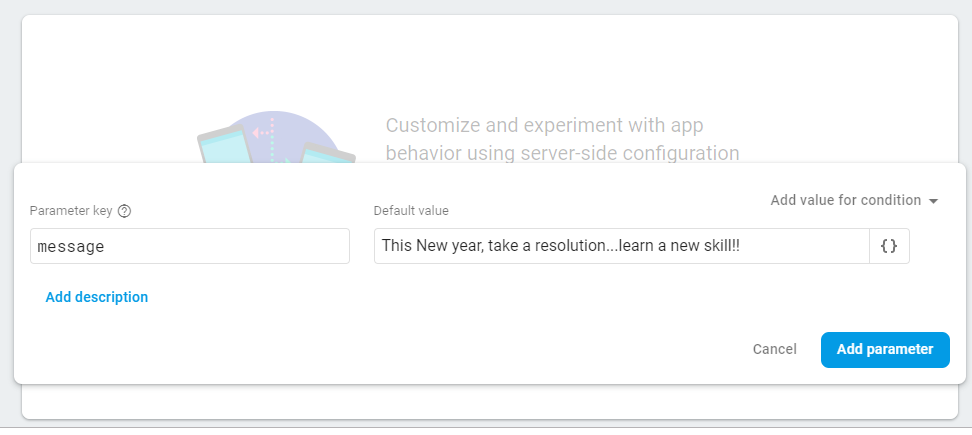 Customize and experiment with app
behavior using server-side configuration
Add value for condition
Parameter key ?
Default value
message
This New year, take a resolution...learn a new skill!!
{}
Add description
Cancel
Add parameter